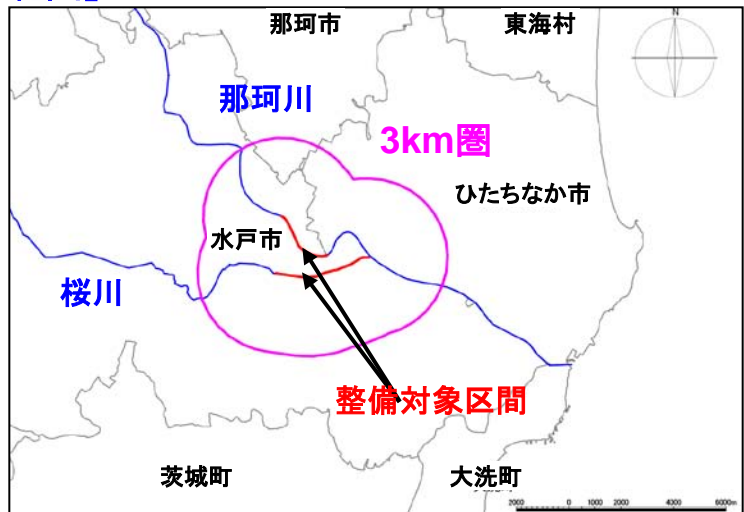 那珂市
東海村
N
那珂川
3km圏
ひたちなか市
水戸市
桜川
整備対象区間
茨城町
大洗町
2000 0 1000 2000 4000 6000m